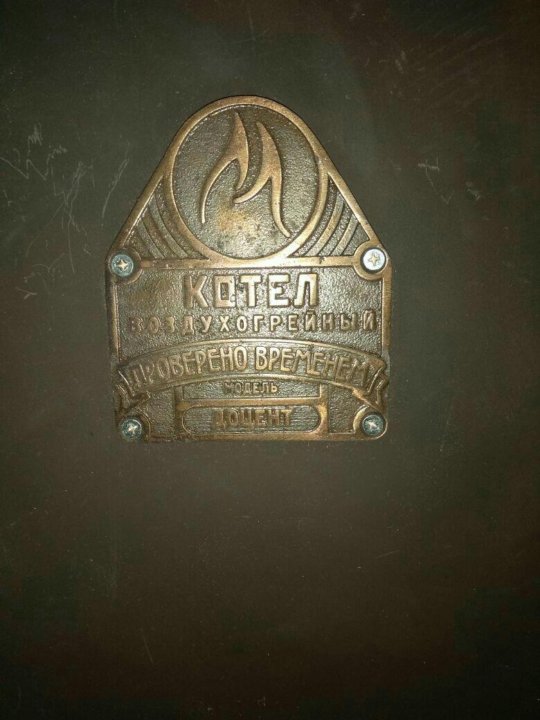 КОТЕЛ
ВОЗДУХОГРЕЙНЫЙ
ПРОВЕРЕНО ВРЕМЕНЕМ
МОДЕЛЬ
ДОЦЕНТ